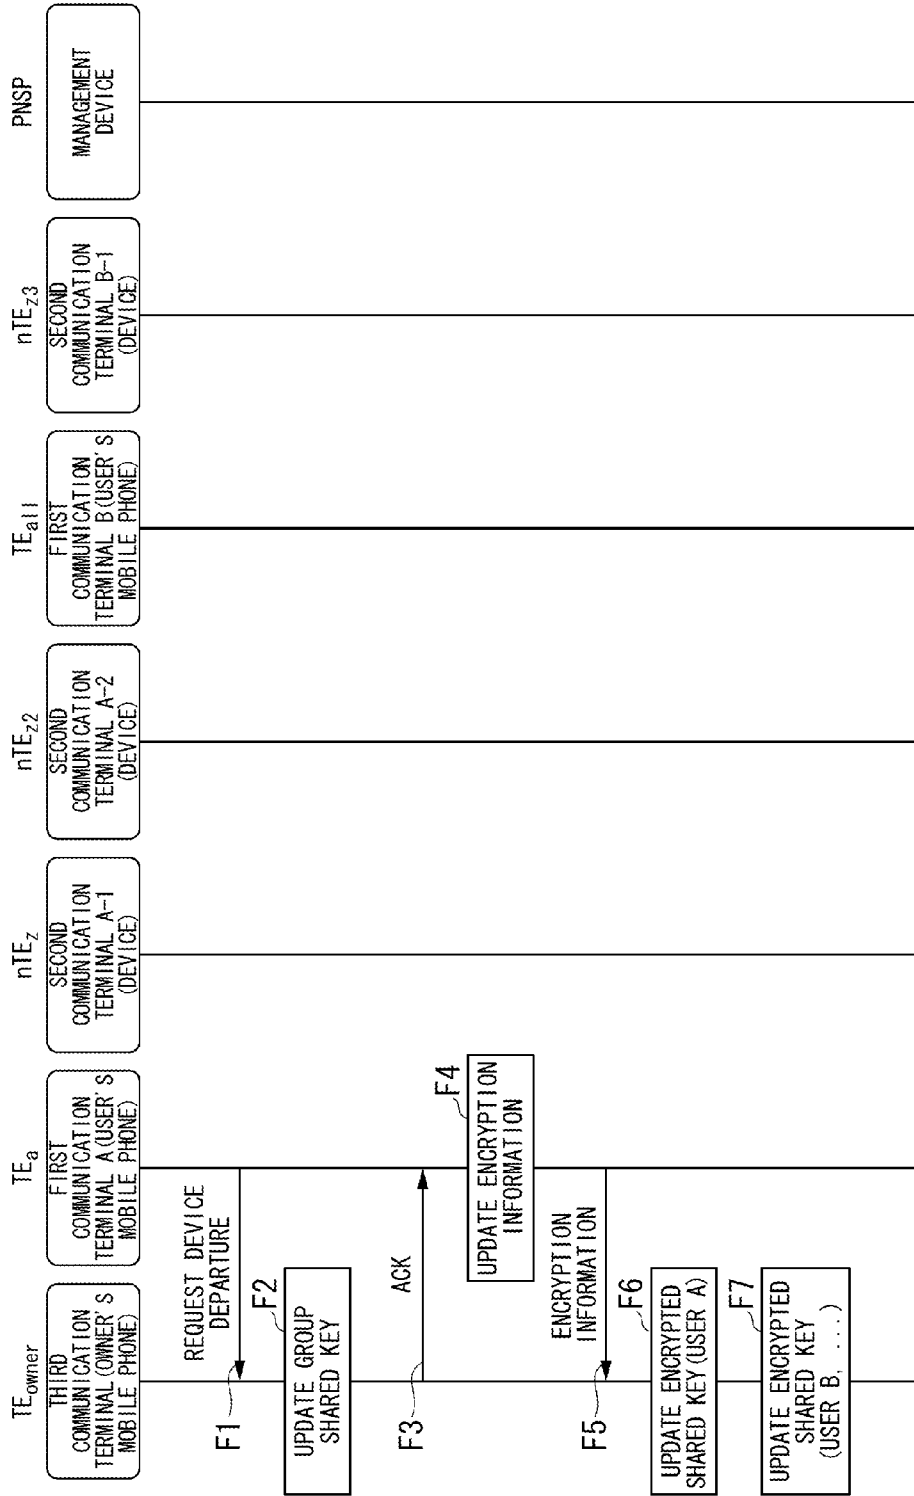 TEowner
THIRD
COMMUNICATION
TERMINAL(OWNER'S
MOBILE PHONE)
TEa
FIRST
COMMUNICATION
TERMINAL A(USER'S
MOBILE PHONE)
nTEz
SECOND
COMMUNICATION
TERMINAL A-1
(DEVICE)
nTEz2
SECOND
COMMUNICATION
TERMINAL A-2
(DEVICE)
TEall
FIRST
COMMUNICATION
TERMINAL B(USER'S
MOBILE PHONE)
nTEz3
SECOND
COMMUNICATION
TERMINAL B-1
(DEVICE)
PNSP
MANAGEMENT
DEVICE
REQUEST DEVICE
DEPARTURE
F1
F2
UPDATE GROUP
SHARED KEY
ACK
F3
F4
UPDATE ENCRYPTION
INFORMATION
ENCRYPTION
INFORMATION
F5
F6
UPDATE ENCRYPTED
SHARED KEY(USER A)
F7
UPDATE ENCRYPTED
SHARED KEY
(USER B, ....)